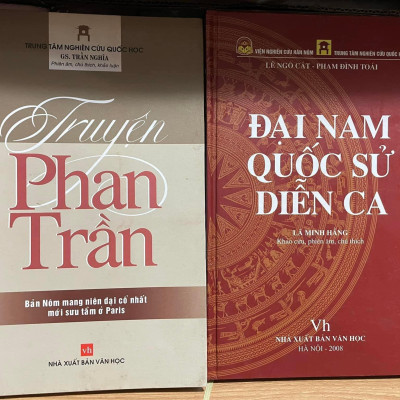 TRUNG TÂM NGHIÊN CỨU QUỐC HỌC
GS. TRẦN NGHĨA
Phiên âm, chú thích, khảo luận
Truyện
Phan
Trần
Bản Nôm mang niên đại cổ nhất
mới sưu tầm ở Paris
vh
NHÀ XUẤT BẢN VĂN HỌC
VIỆN NGHIÊN CỨU HÁN NÔM
TRUNG TÂM NGHIÊN CỨU QUỐC
LÊ NGÔ CÁT - PHẠM ĐÌNH TOÁI
ĐẠI NAM
QUỐC SỬ
DIỄN CA
LÃ MINH HẰNG
Khảo cứu, phiên âm, chú thích
Vh
NHÀ XUẤT BẢN VĂN HỌC
HÀ NỘI - 2008